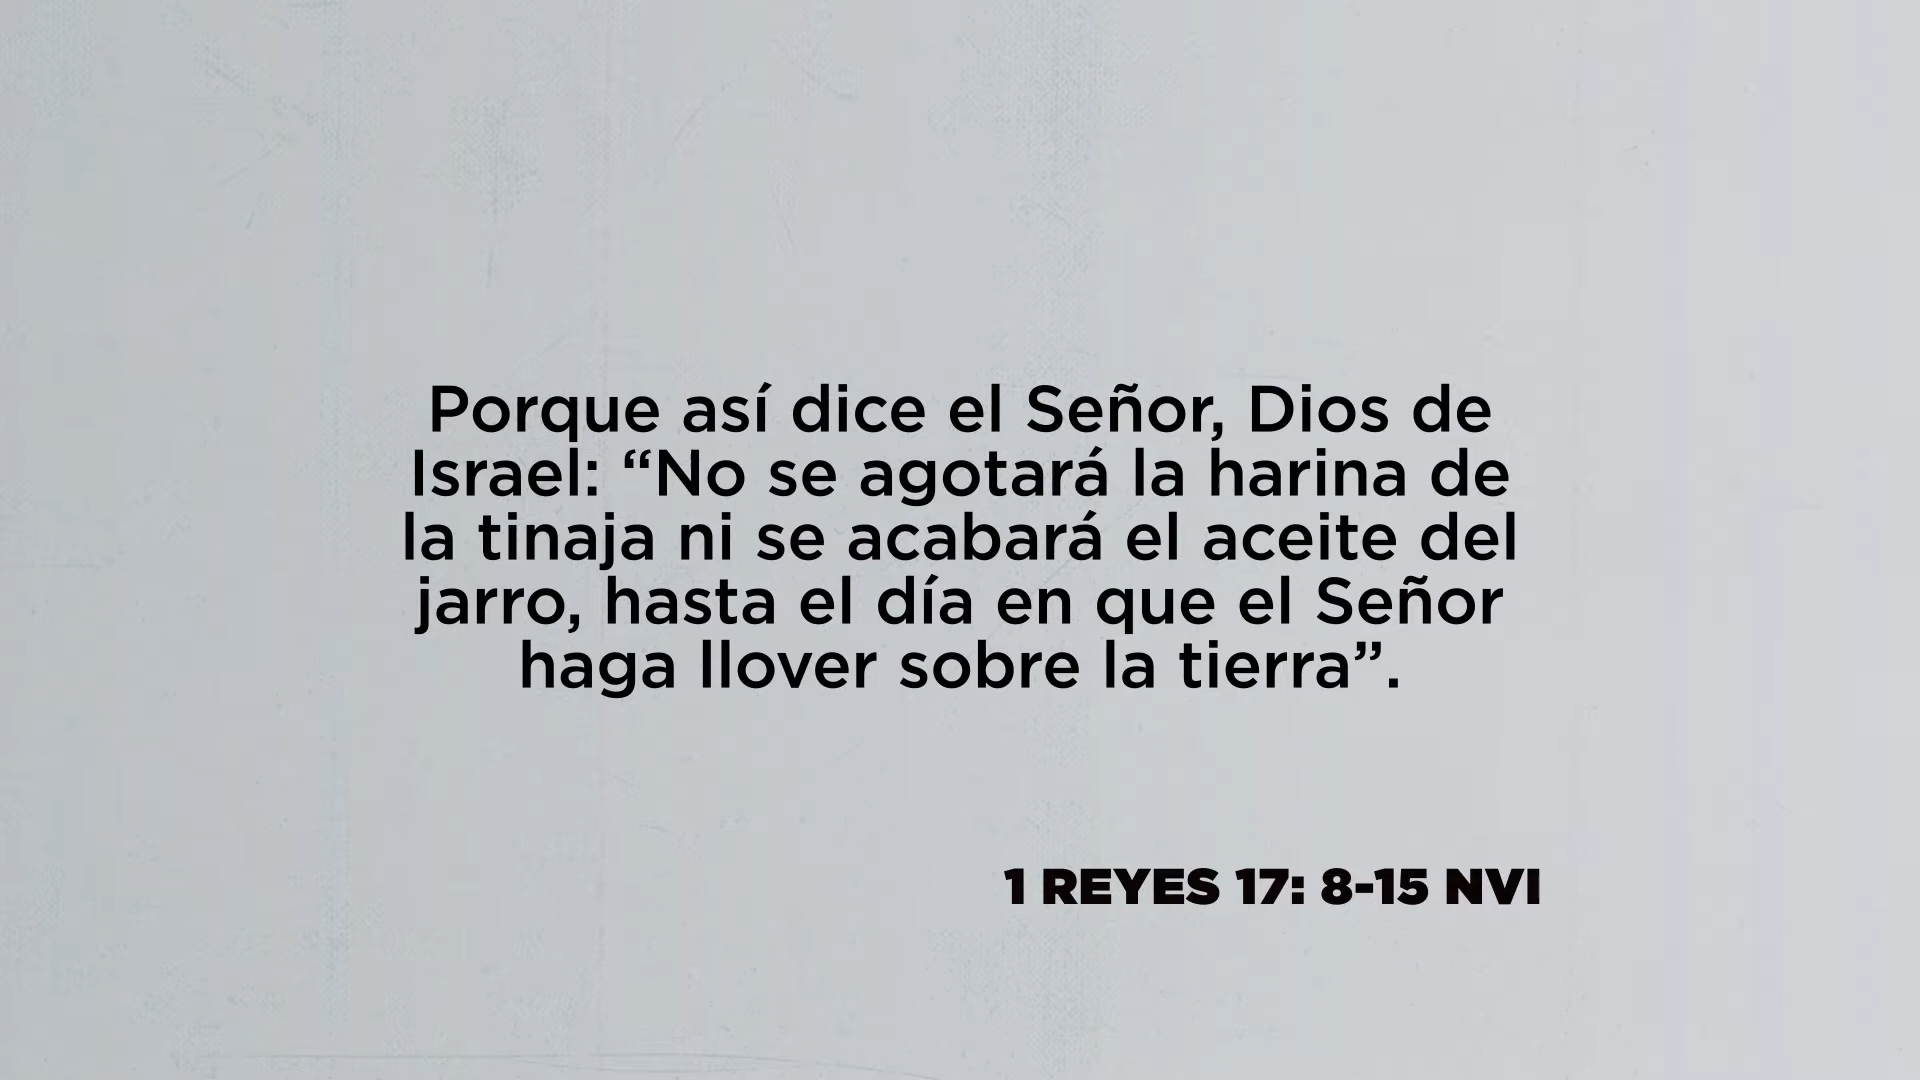 Porque así dice el Señor, Dios de
Israel: “No se agotará la harina de
la tinaja ni se acabará el aceite del
jarro, hasta el día en que el Señor
haga llover sobre la tierra”.
1 REYES 17: 8-15 NVI